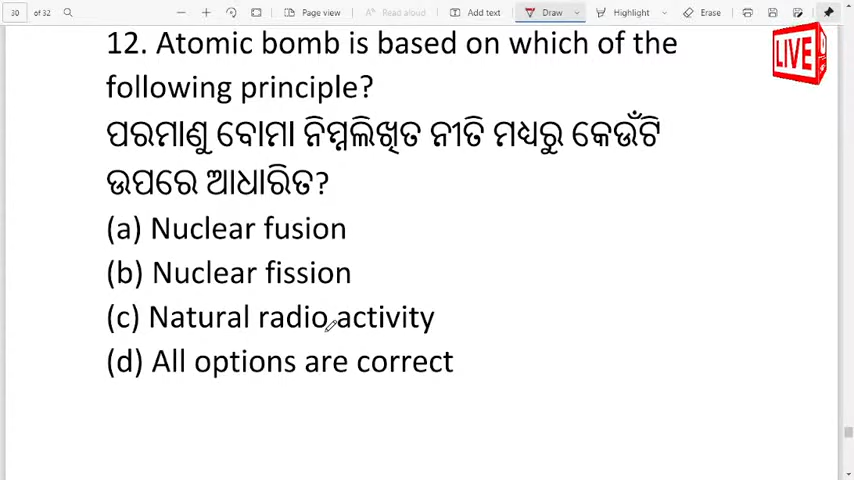 30 of 32 Page view Read aloud Add text Draw Highlight Erase
12. Atomic bomb is based on which of the
LIVE
following principle?
ପରମାଣୁ ବୋମା ନିମ୍ନଲିଖିତ ନୀତି ମଧ୍ୟରୁ କେଉଁଟି
ଉପରେ ଆଧାରିତ?
(a) Nuclear fusion
(b) Nuclear fission
(c) Natural radio activity
(d) All options are correct